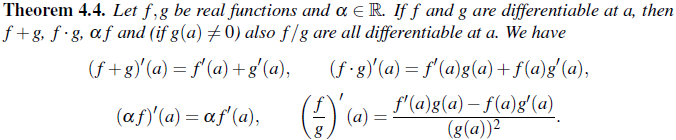 Theorem 4.4. Let f,g be real functions and α ∈ ℝ. If f and g are differentiable at a, then
f + g, f · g, αf and (if g(a) ≠ 0) also f/g are all differentiable at a. We have
(f + g)′(a) = f′(a) + g′(a), (f · g)′(a) = f′(a)g(a) + f(a)g′(a),
(αf)′(a) = αf′(a), (f/g)′(a) = f′(a)g(a) − f(a)g′(a) / (g(a))².